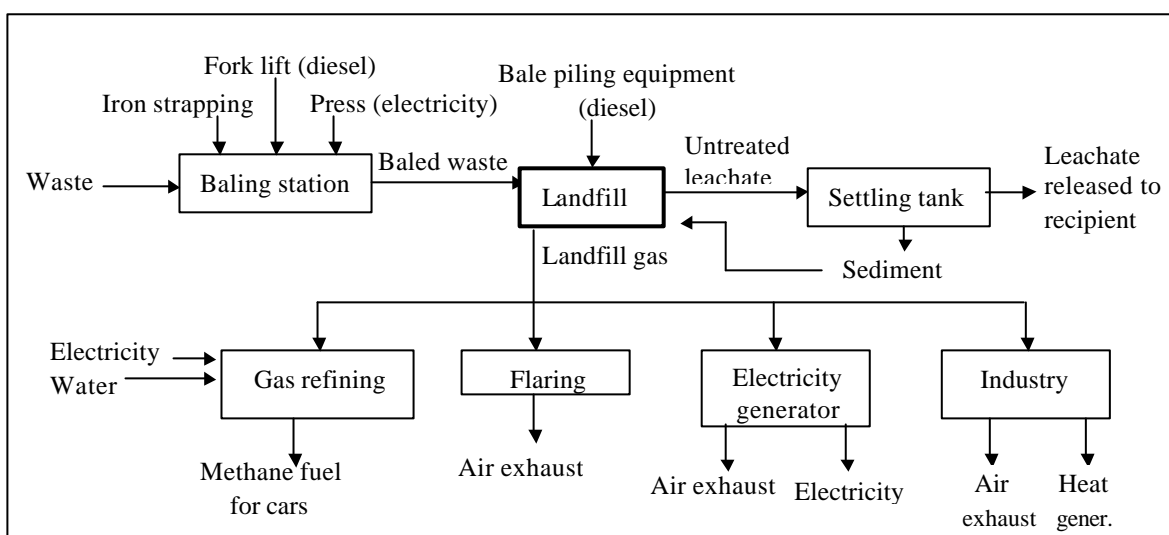 Fork lift (diesel)
Iron strapping
Press (electricity)
Bale piling equipment
(diesel)
Waste
Baling station
Baled waste
Landfill
Untreated
leachate
Settling tank
Leachate
released to
recipient
Landfill gas
Sediment
Electricity
Water
Gas refining
Flaring
Electricity
generator
Industry
Methane fuel
for cars
Air exhaust
Air exhaust
Electricity
Air
exhaust
Heat
gener.